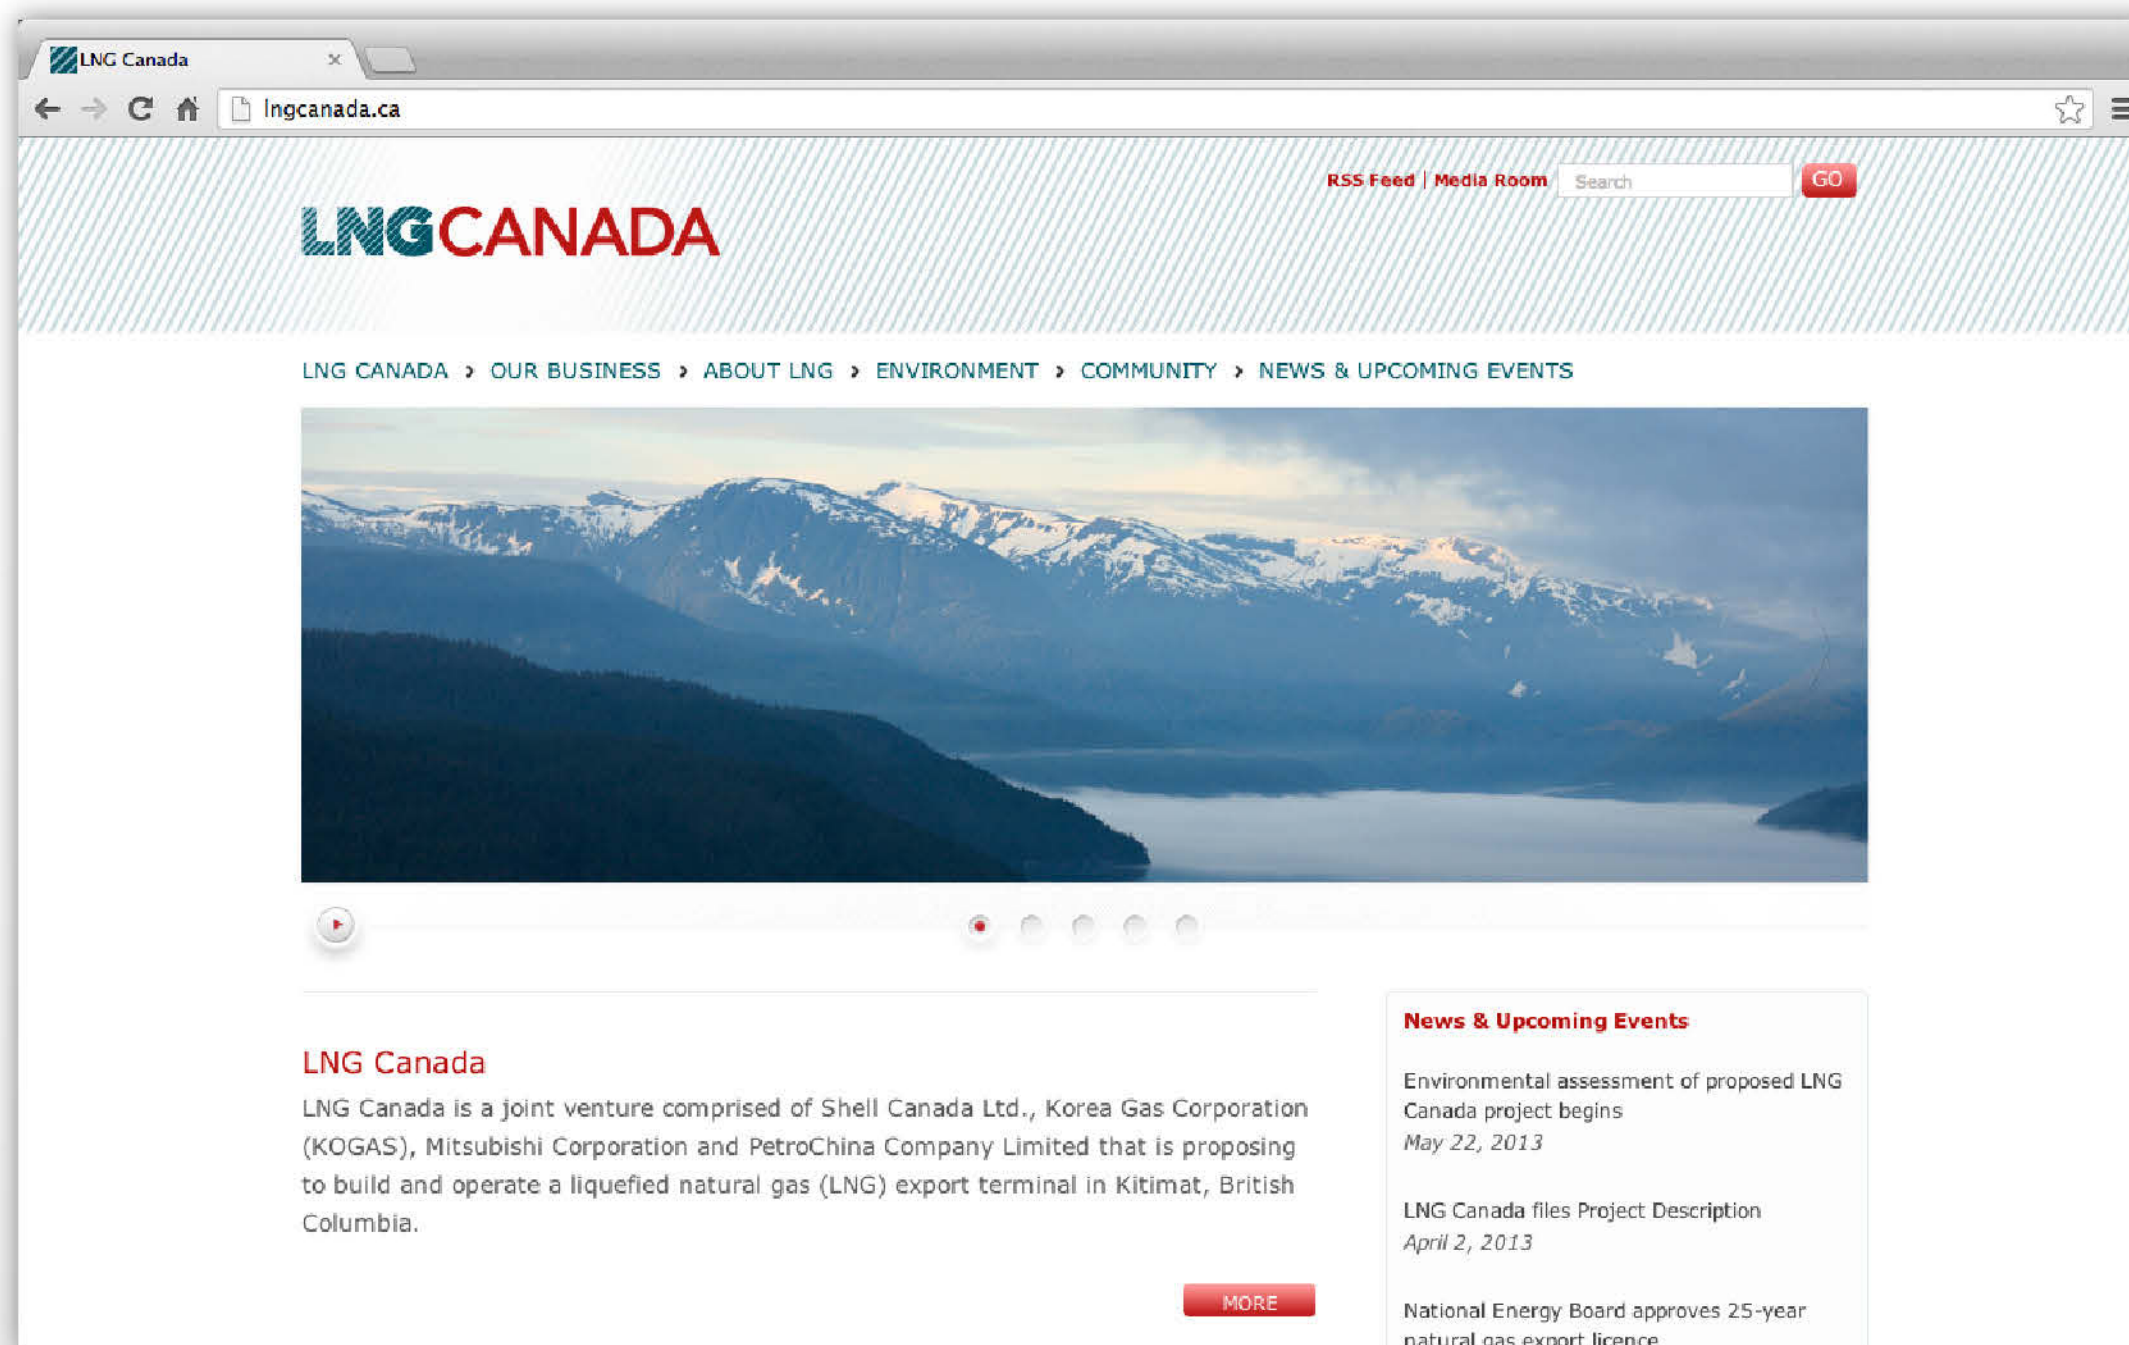 LNG Canada
lngcanada.ca
RSS Feed | Media Room Search GO
LNGCANADA
LNG CANADA › OUR BUSINESS › ABOUT LNG › ENVIRONMENT › COMMUNITY › NEWS & UPCOMING EVENTS
LNG Canada
LNG Canada is a joint venture comprised of Shell Canada Ltd., Korea Gas Corporation
(KOGAS), Mitsubishi Corporation and PetroChina Company Limited that is proposing
to build and operate a liquefied natural gas (LNG) export terminal in Kitimat, British
Columbia.
MORE
News & Upcoming Events
Environmental assessment of proposed LNG
Canada project begins
May 22, 2013
LNG Canada files Project Description
April 2, 2013
National Energy Board approves 25-year
natural gas export licence